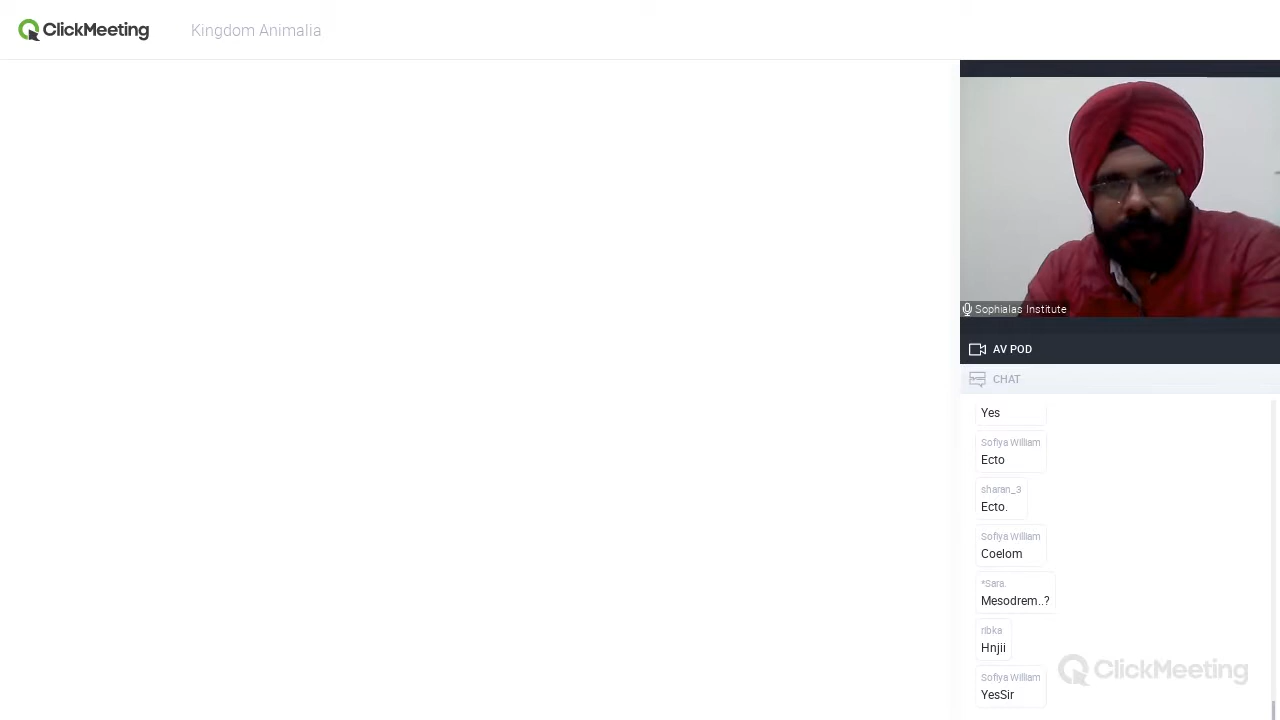 ClickMeeting
Kingdom Animalia
Sophialas Institute
AV POD
CHAT
Yes
Sofiya William
Ecto
sharan_3
Ecto.
Sofiya William
Coelom
*Sara.
Mesodrem..?
ribka
Hnjii
Sofiya William
YesSir
ClickMeeting